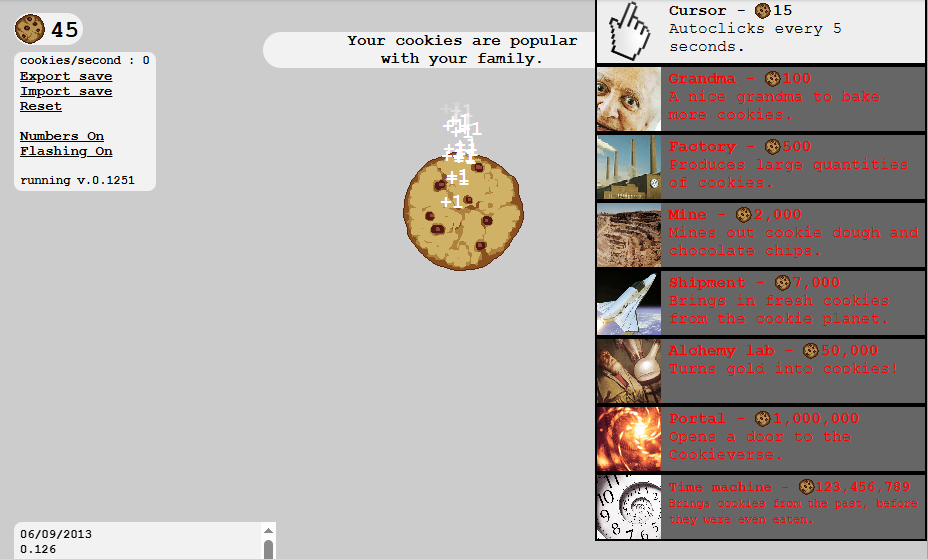 45
cookies/second : 0
Export save
Import save
Reset
Numbers On
Flashing On
running v.0.1251
Your cookies are popular
with your family.
+1
+1
+1
+1
+1
+1
+1
Cursor - 15
Autoclicks every 5
seconds.
Grandma - 100
A nice grandma to bake
more cookies.
Factory - 500
Produces large quantities
of cookies.
Mine - 2,000
Mines out cookie dough and
chocolate chips.
Shipment - 7,000
Brings in fresh cookies
from the cookie planet.
Alchemy lab - 50,000
Turns gold into cookies!
Portal - 1,000,000
Opens a door to the
Cookieverse.
Time machine - 123,456,789
Brings cookies from the past, before
they were even eaten.
06/09/2013
0.126